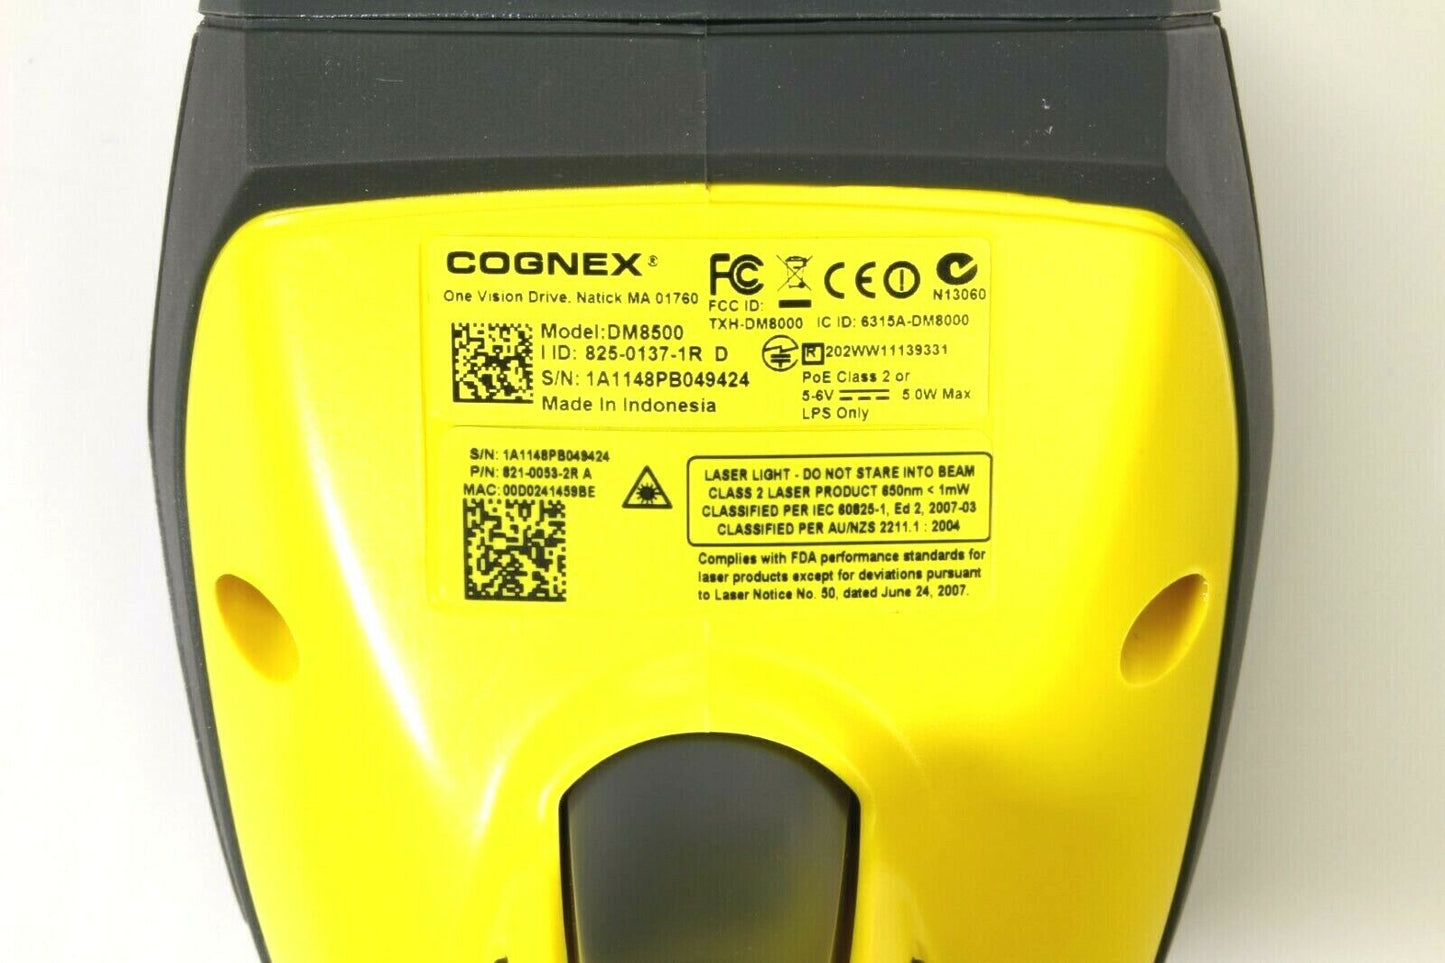 COGNEX®
One Vision Drive. Natick MA 01760
FC CE
N13060
FCC ID:
TXH-DM8000 IC ID: 6315A-DM8000
Model:DM8500
I ID: 825-0137-1R D
S/N: 1A1148PB049424
Made In Indonesia
R 202WW11139331
PoE Class 2 or
5-6V 5.0W Max
LPS Only
S/N: 1A1148PB049424
P/N: 821-0053-2R A
MAC: 00D0241459BE
LASER LIGHT - DO NOT STARE INTO BEAM
CLASS 2 LASER PRODUCT 650nm < 1mW
CLASSIFIED PER IEC 60825-1, Ed 2, 2007-03
CLASSIFIED PER AU/NZS 2211.1 : 2004
Complies with FDA performance standards for
laser products except for deviations pursuant
to Laser Notice No. 50, dated June 24, 2007.